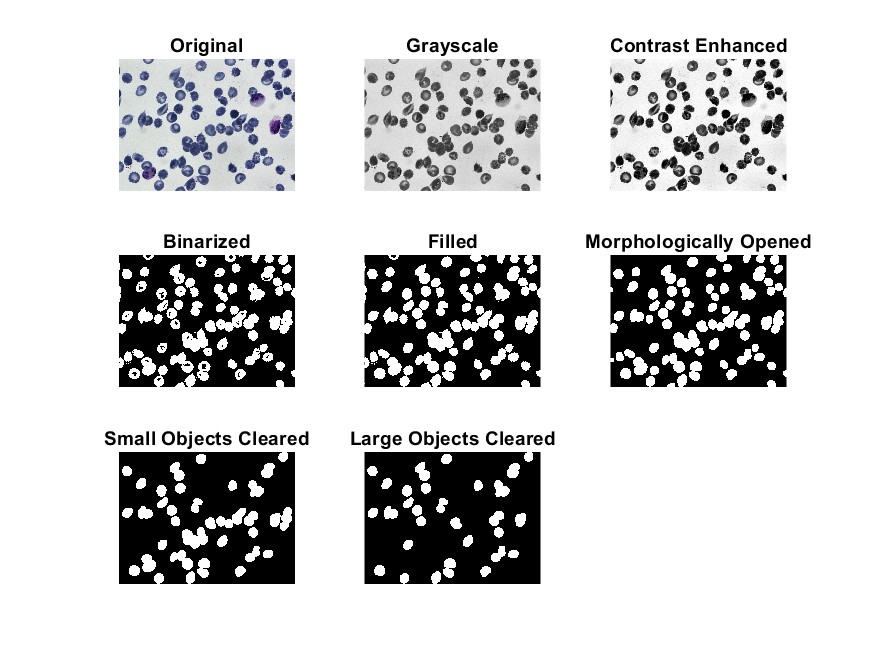 Original
Grayscale
Contrast Enhanced
Binarized
Filled
Morphologically Opened
Small Objects Cleared
Large Objects Cleared